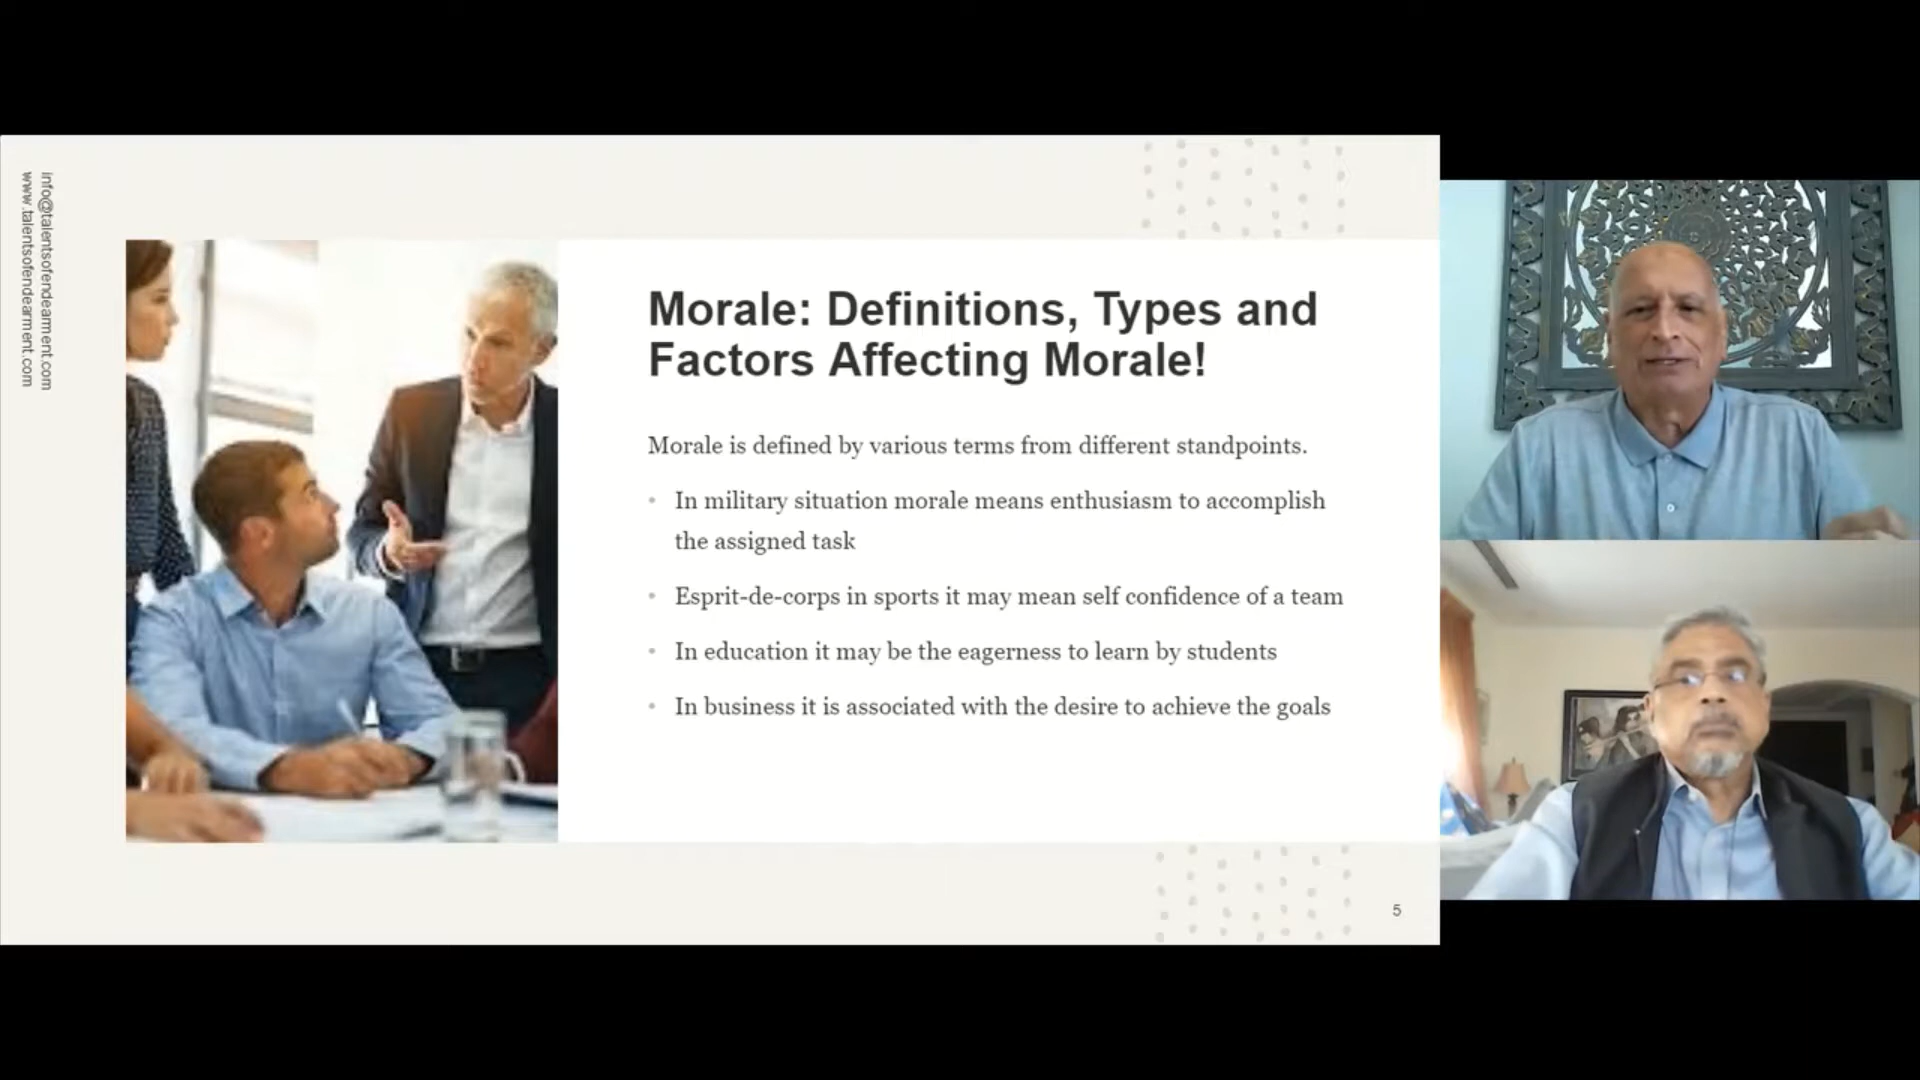 info@talentsofendearment.com
www.talentsofendearment.com
Morale: Definitions, Types and
Factors Affecting Morale!
Morale is defined by various terms from different standpoints.
• In military situation morale means enthusiasm to accomplish
the assigned task
• Esprit-de-corps in sports it may mean self confidence of a team
• In education it may be the eagerness to learn by students
• In business it is associated with the desire to achieve the goals
5